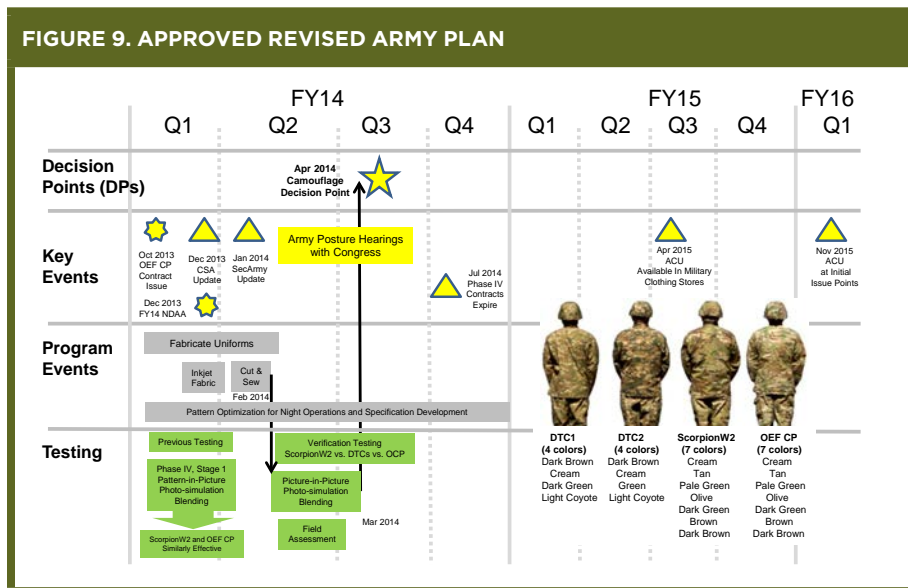 FIGURE 9. APPROVED REVISED ARMY PLAN
FY14
FY15
FY16
Q1
Q2
Q3
Q4
Q1
Q2
Q3
Q4
Q1
Decision
Points (DPs)
Apr 2014
Camouflage
Decision Point
Key
Events
Oct 2013
OEF CP
Contract
Issue
Dec 2013
CSA
Update
Jan 2014
SecArmy
Update
Dec 2013
FY14 NDAA
Army Posture Hearings
with Congress
Jul 2014
Phase IV
Contracts
Expire
Apr 2015
ACU
Available In Military
Clothing Stores
Nov 2015
ACU
at Initial
Issue Points
Program
Events
Fabricate Uniforms
Inkjet
Fabric
Cut &
Sew
Feb 2014
Pattern Optimization for Night Operations and Specification Development
Testing
Previous Testing
Phase IV, Stage 1
Pattern-in-Picture
Photo-simulation
Blending
ScorpionW2 and OEF CP
Similarly Effective
Verification Testing
ScorpionW2 vs. DTCs vs. OCP
Picture-in-Picture
Photo-simulation
Blending
Mar 2014
Field
Assessment
DTC1
(4 colors)
Dark Brown
Cream
Dark Green
Light Coyote
DTC2
(4 colors)
Dark Brown
Cream
Green
Light Coyote
ScorpionW2
(7 colors)
Cream
Tan
Pale Green
Olive
Dark Green
Brown
Dark Brown
OEF CP
(7 colors)
Cream
Tan
Pale Green
Olive
Dark Green
Brown
Dark Brown